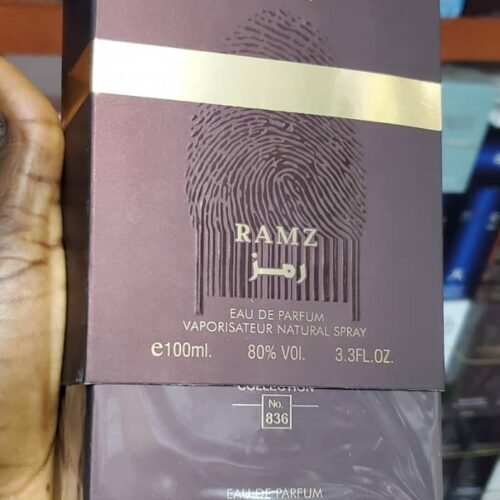 RAMZ
رمز
EAU DE PARFUM
VAPORISATEUR NATURAL SPRAY
e100ml. 80% VOl. 3.3FL.OZ.
COLLECTION
No.
836
EAU DE PARFUM